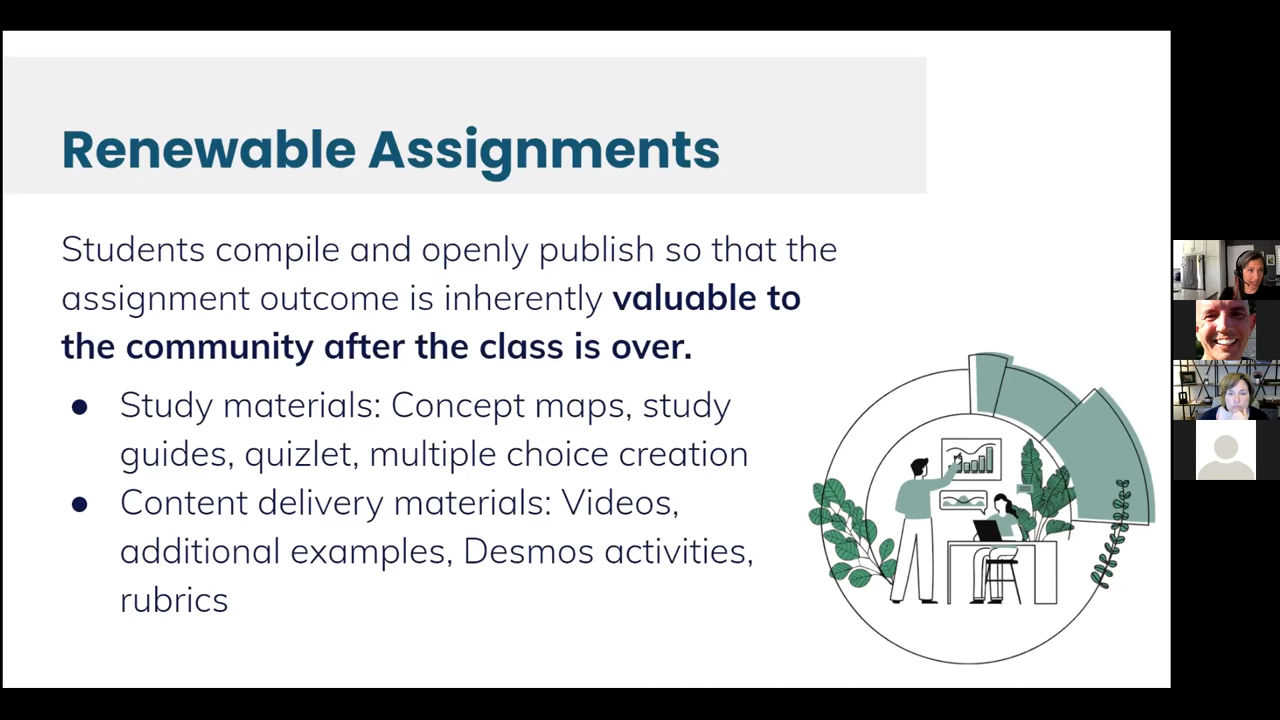 Renewable Assignments
Students compile and openly publish so that the
assignment outcome is inherently valuable to
the community after the class is over.
● Study materials: Concept maps, study
guides, quizlet, multiple choice creation
● Content delivery materials: Videos,
additional examples, Desmos activities,
rubrics